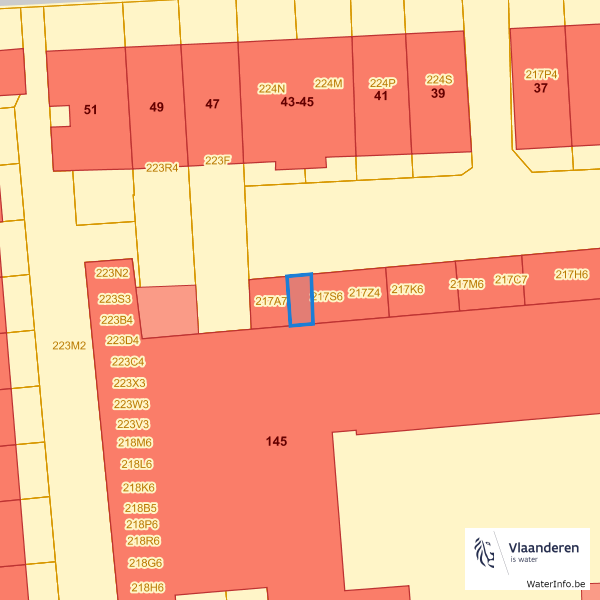 224N
224M
224P
224S
217P4
51
49
47
43-45
41
39
37
223R4
223F
223N2
223S3
223B4
223D4
223M2
223C4
223X3
223W3
223V3
218M6
218L6
218K6
218B5
218P6
218R6
218G6
218H6
217A7
217S6
217Z4
217K6
217M6
217C7
217H6
145
Vlaanderen
is water
WaterInfo.be